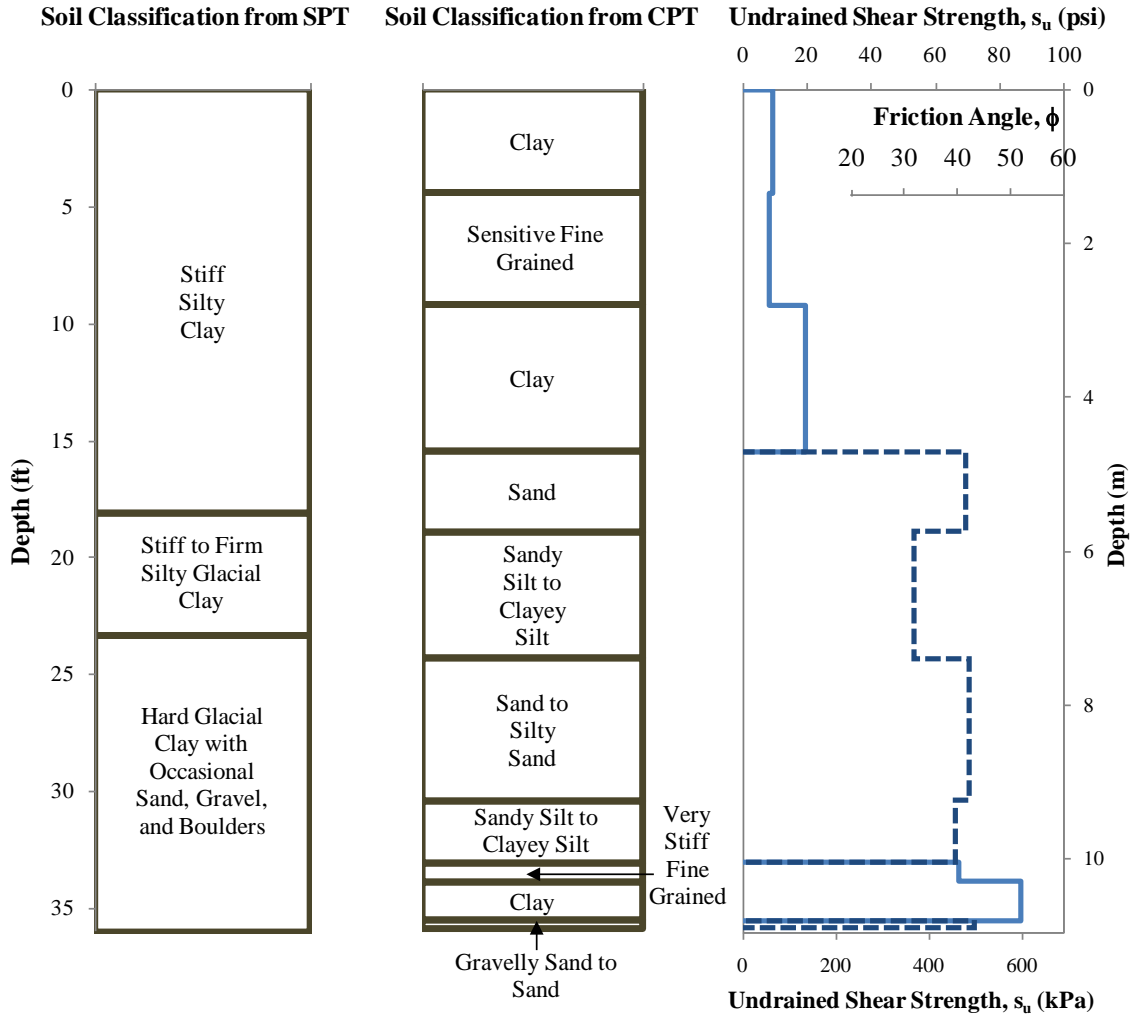 Soil Classification from SPT
Soil Classification from CPT
Undrained Shear Strength, su (psi)
0 20 40 60 80 100
Friction Angle, ϕ
20 30 40 50 60
Depth (ft)
0
5
10
15
20
25
30
35
Stiff
Silty
Clay
Stiff to Firm
Silty Glacial
Clay
Hard Glacial
Clay with
Occasional
Sand, Gravel,
and Boulders
Clay
Sensitive Fine
Grained
Clay
Sand
Sandy
Silt to
Clayey
Silt
Sand to
Silty
Sand
Sandy Silt to
Clayey Silt
Very
Stiff
Fine
Grained
Clay
Gravelly Sand to
Sand
0
2
4
6
8
10
Depth (m)
0 200 400 600
Undrained Shear Strength, su (kPa)